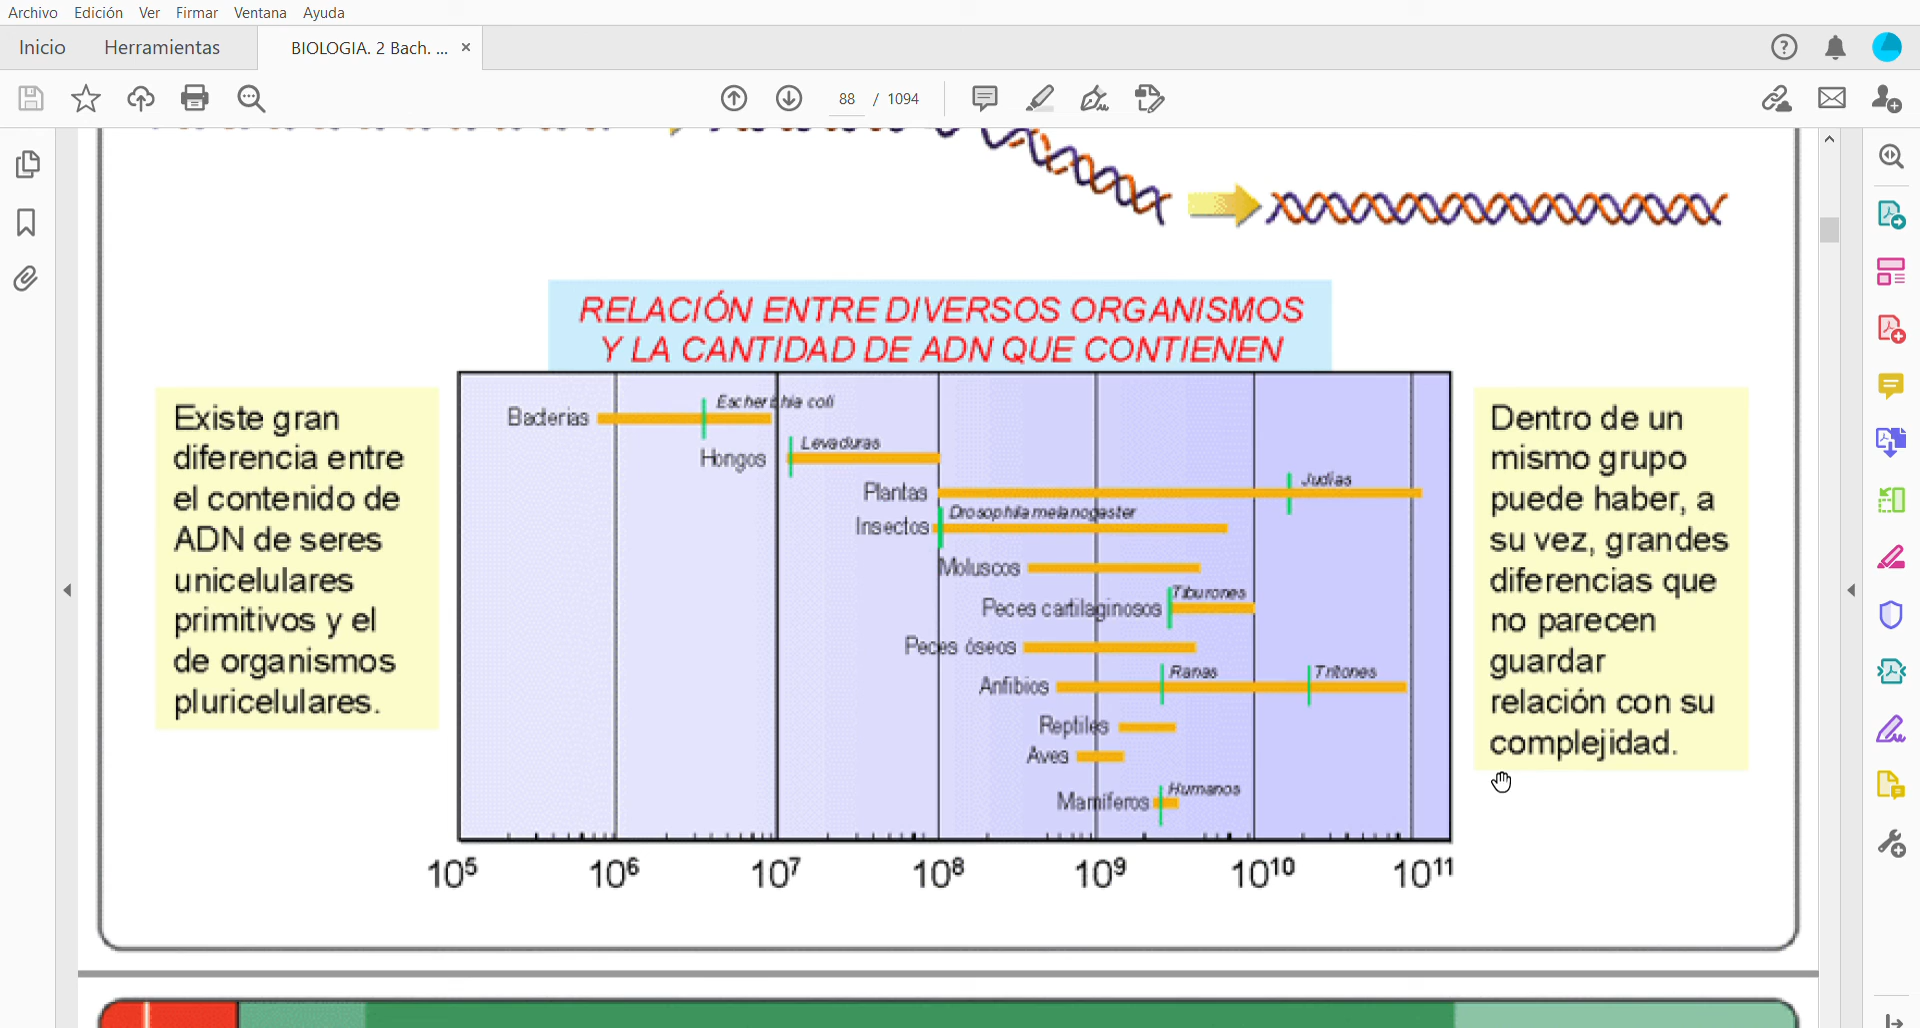 Archivo Edición Ver Firmar Ventana Ayuda
Inicio Herramientas BIOLOGIA. 2 Bach. ... ×
88 / 1094
RELACIÓN ENTRE DIVERSOS ORGANISMOS
Y LA CANTIDAD DE ADN QUE CONTIENEN
Existe gran
diferencia entre
el contenido de
ADN de seres
unicelulares
primitivos y el
de organismos
pluricelulares.
Bacterias Escherichia coli
Hongos Levaduras
Plantas Judías
Insectos Drosophila melanogaster
Moluscos
Peces cartilaginosos Tiburones
Peces óseos
Anfibios Ranas Tritones
Reptiles
Aves
Mamíferos Humanos
10⁵ 10⁶ 10⁷ 10⁸ 10⁹ 10¹⁰ 10¹¹
Dentro de un
mismo grupo
puede haber, a
su vez, grandes
diferencias que
no parecen
guardar
relación con su
complejidad.